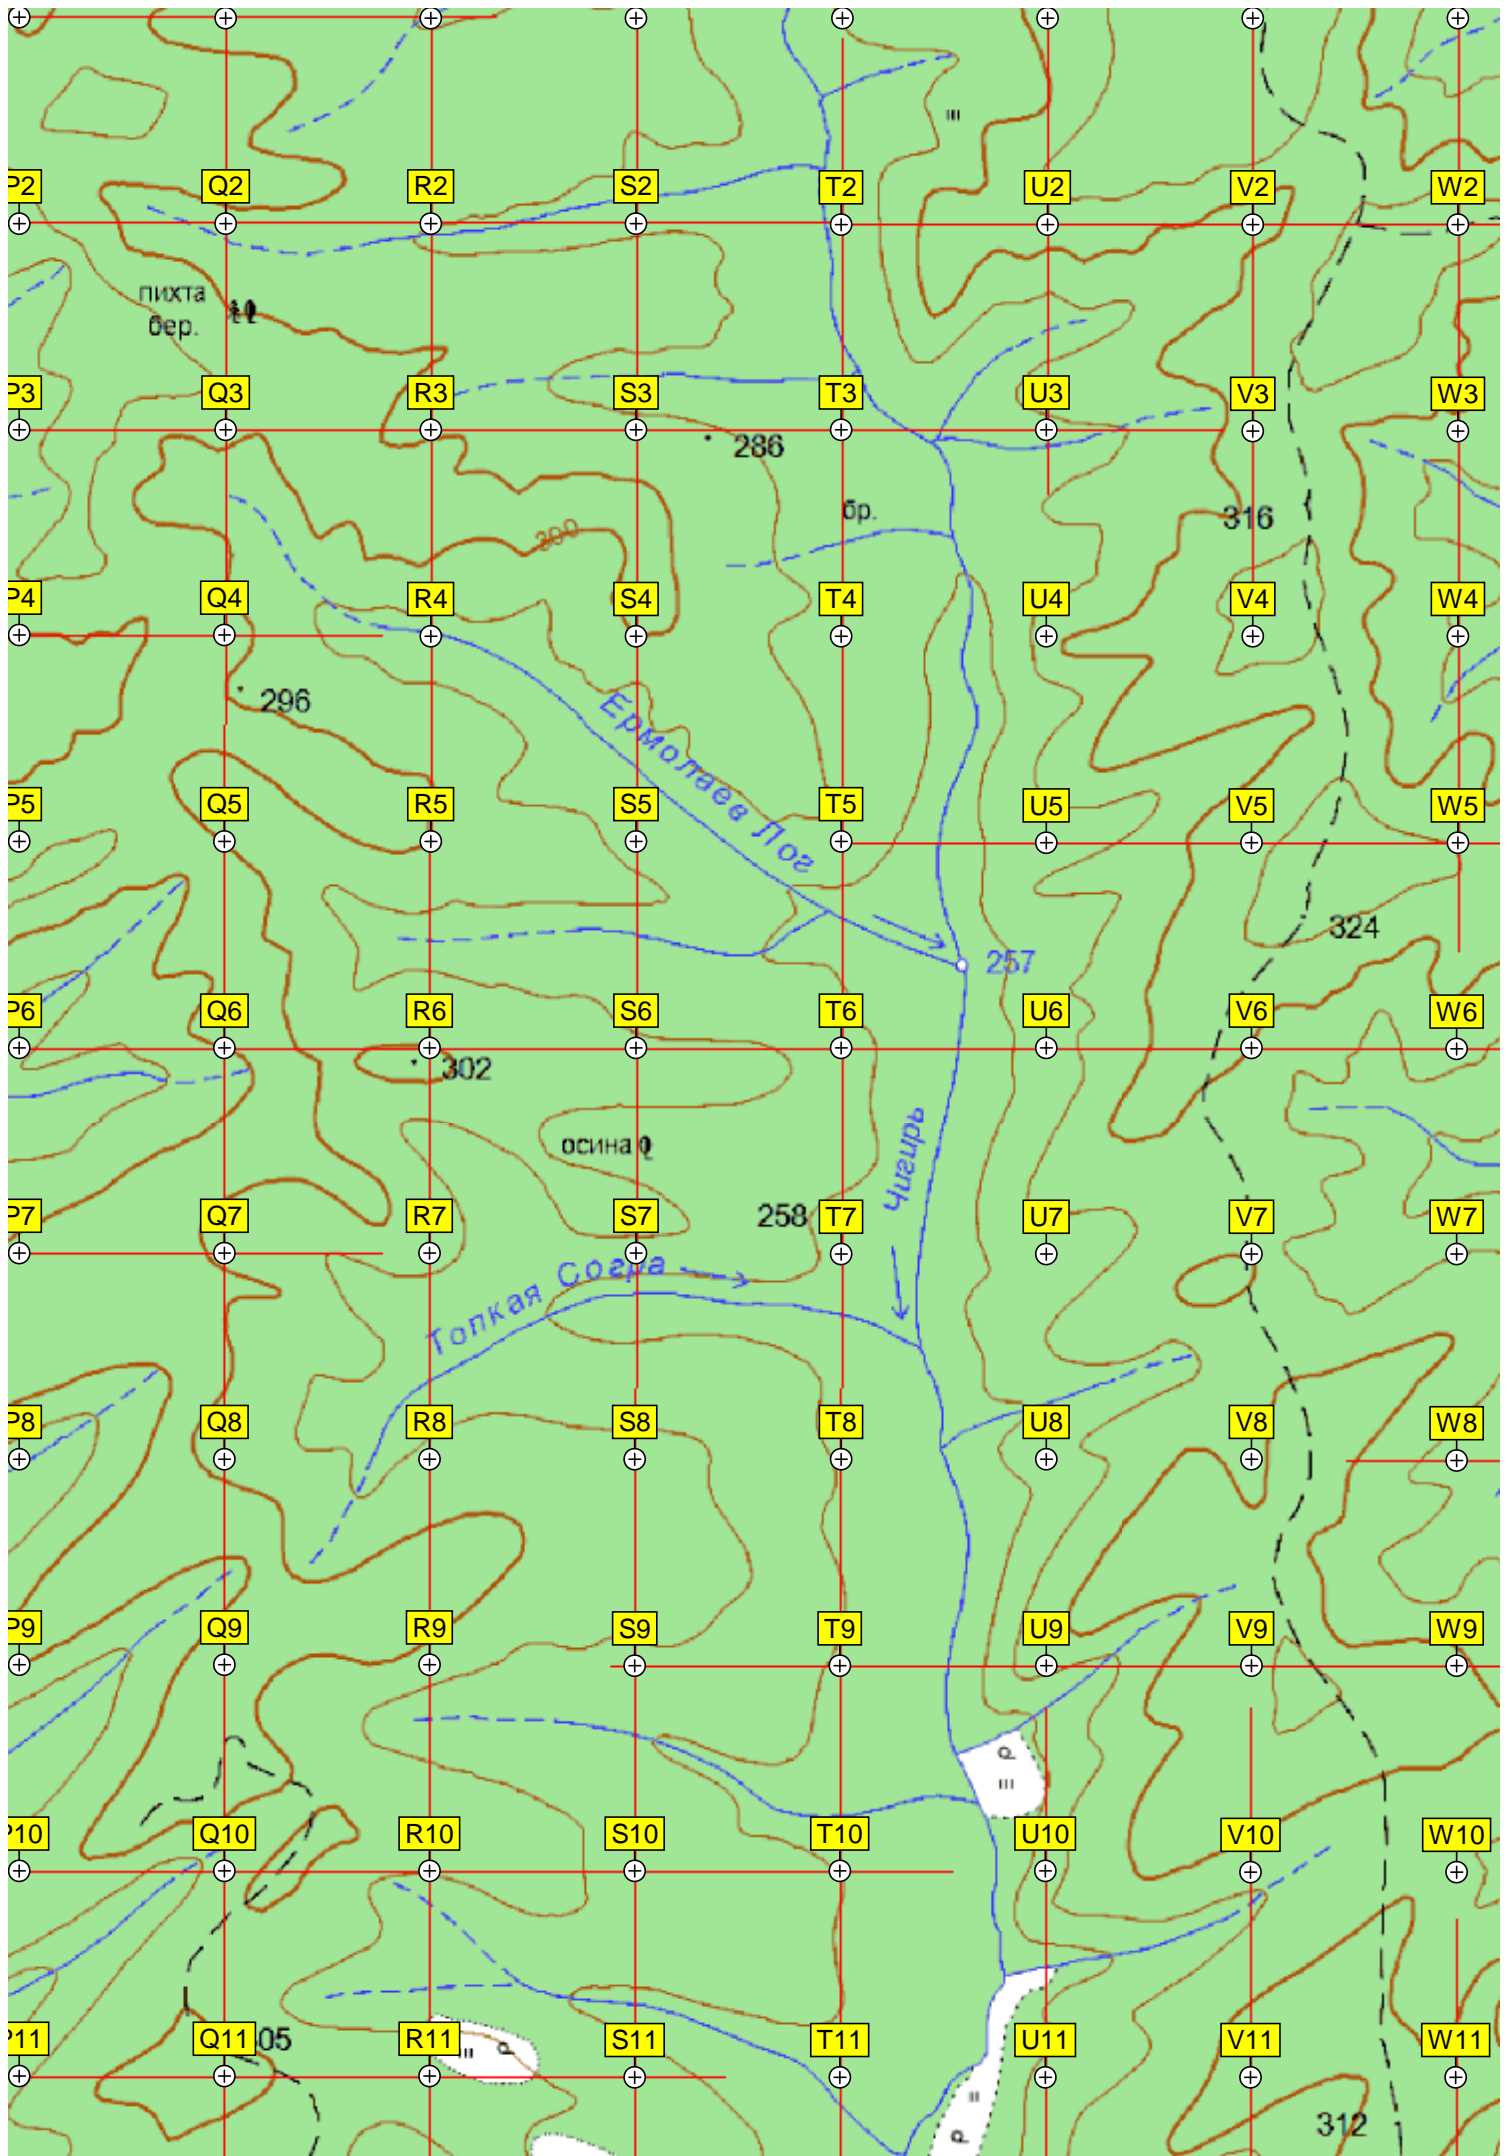 P2 Q2 R2 S2 T2 U2 V2 W2
пихта
бер.
P3 Q3 R3 S3 T3 U3 V3 W3
286
бр.
316
300
P4 Q4 R4 S4 T4 U4 V4 W4
296
Ермолаев Лог
P5 Q5 R5 S5 T5 U5 V5 W5
324
257
P6 Q6 R6 S6 T6 U6 V6 W6
302
осина
Чигирь
258
P7 Q7 R7 S7 T7 U7 V7 W7
Топкая Согра
P8 Q8 R8 S8 T8 U8 V8 W8
P9 Q9 R9 S9 T9 U9 V9 W9
р
P10 Q10 R10 S10 T10 U10 V10 W10
05
P11 Q11 R11 S11 T11 U11 V11 W11
р
р
312